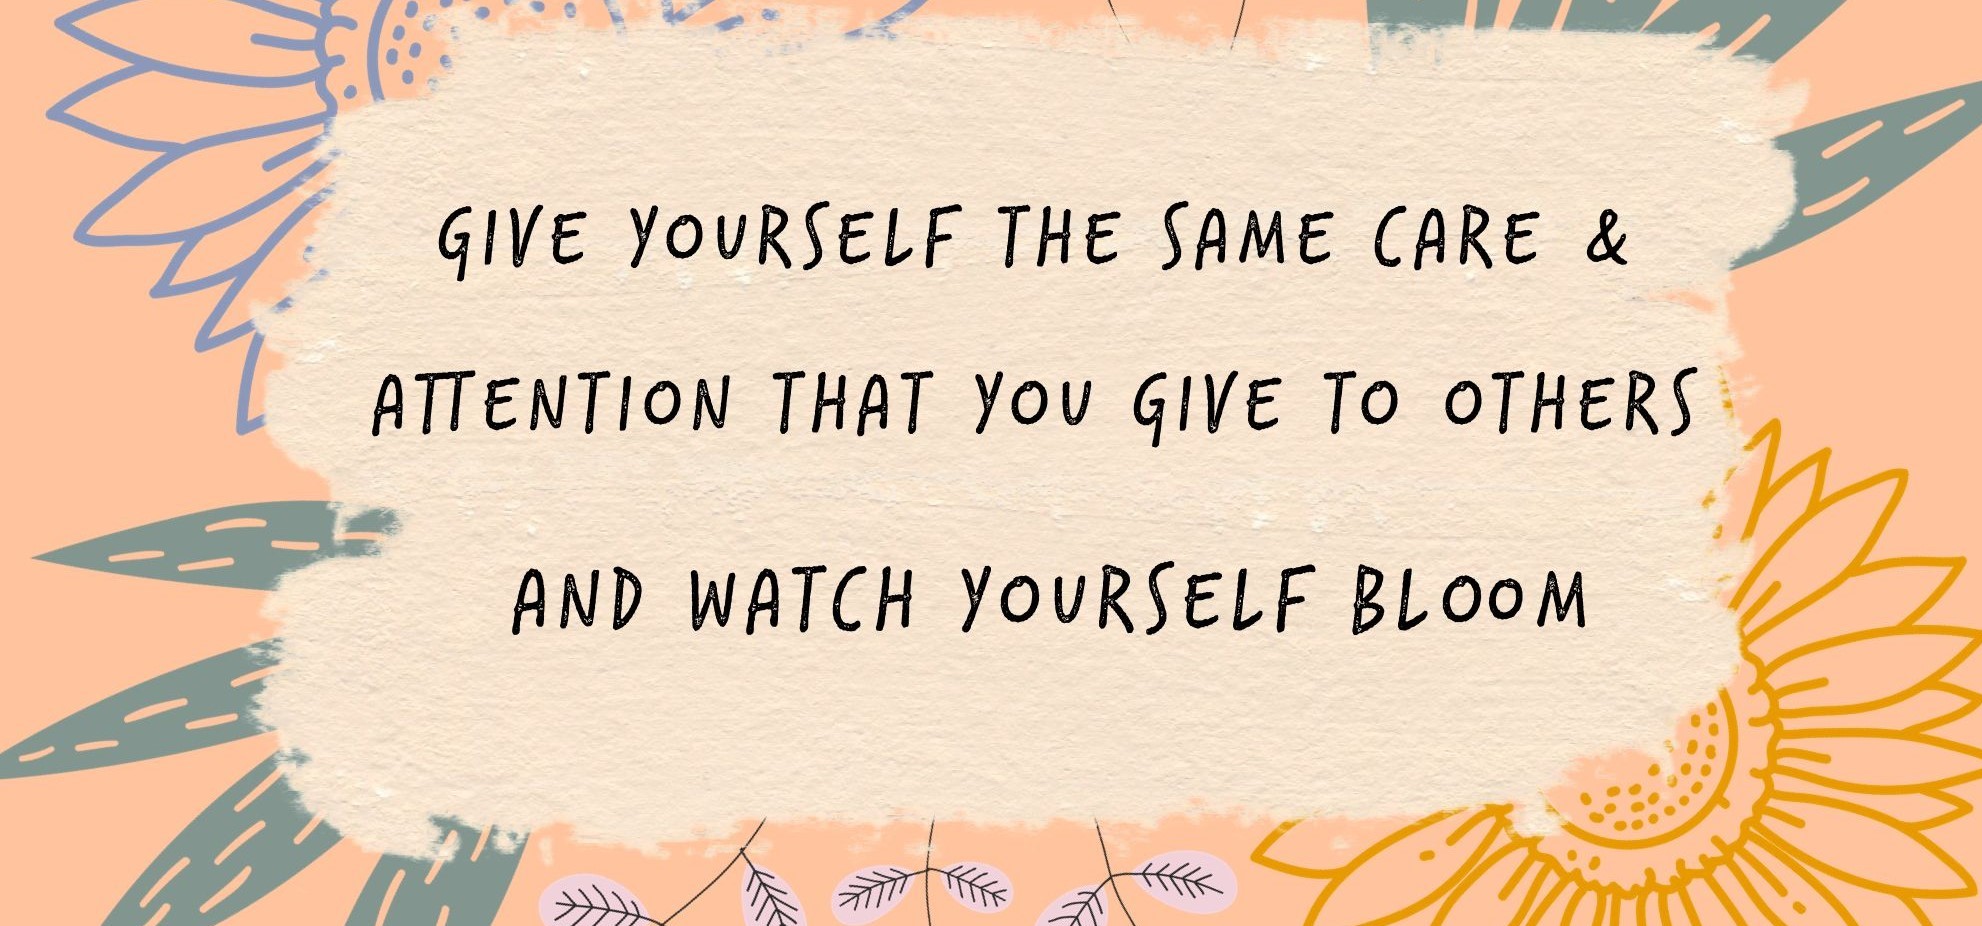 GIVE YOURSELF THE SAME CARE &
ATTENTION THAT YOU GIVE TO OTHERS
AND WATCH YOURSELF BLOOM